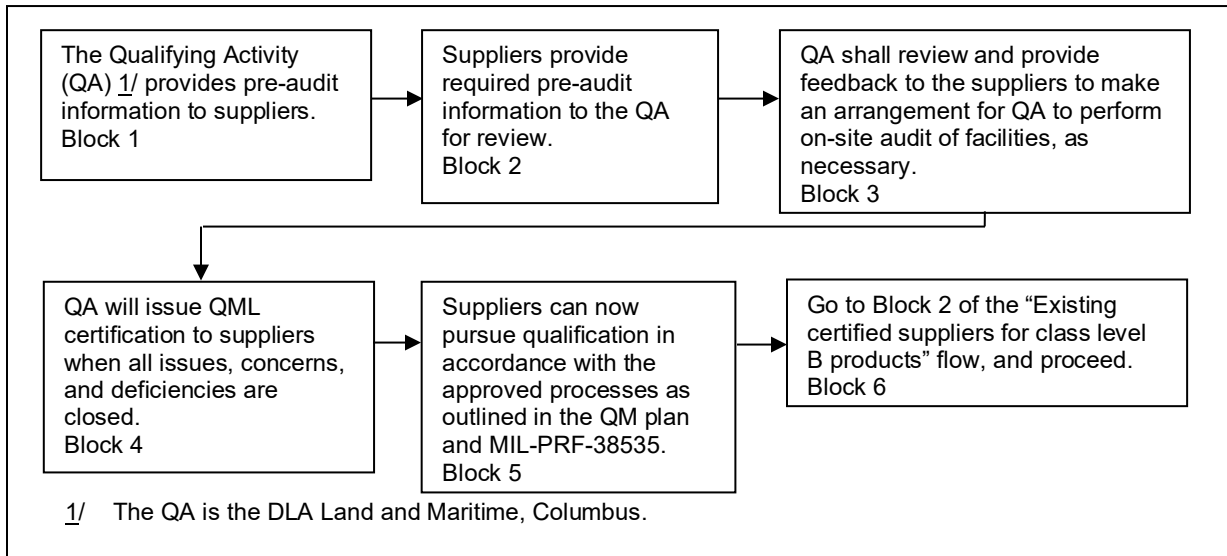 The Qualifying Activity
(QA) 1/ provides pre-audit
information to suppliers.
Block 1
Suppliers provide
required pre-audit
information to the QA
for review.
Block 2
QA shall review and provide
feedback to the suppliers to make
an arrangement for QA to perform
on-site audit of facilities, as
necessary.
Block 3
QA will issue QML
certification to suppliers
when all issues, concerns,
and deficiencies are
closed.
Block 4
Suppliers can now
pursue qualification in
accordance with the
approved processes as
outlined in the QM plan
and MIL-PRF-38535.
Block 5
Go to Block 2 of the “Existing
certified suppliers for class level
B products” flow, and proceed.
Block 6
1/ The QA is the DLA Land and Maritime, Columbus.